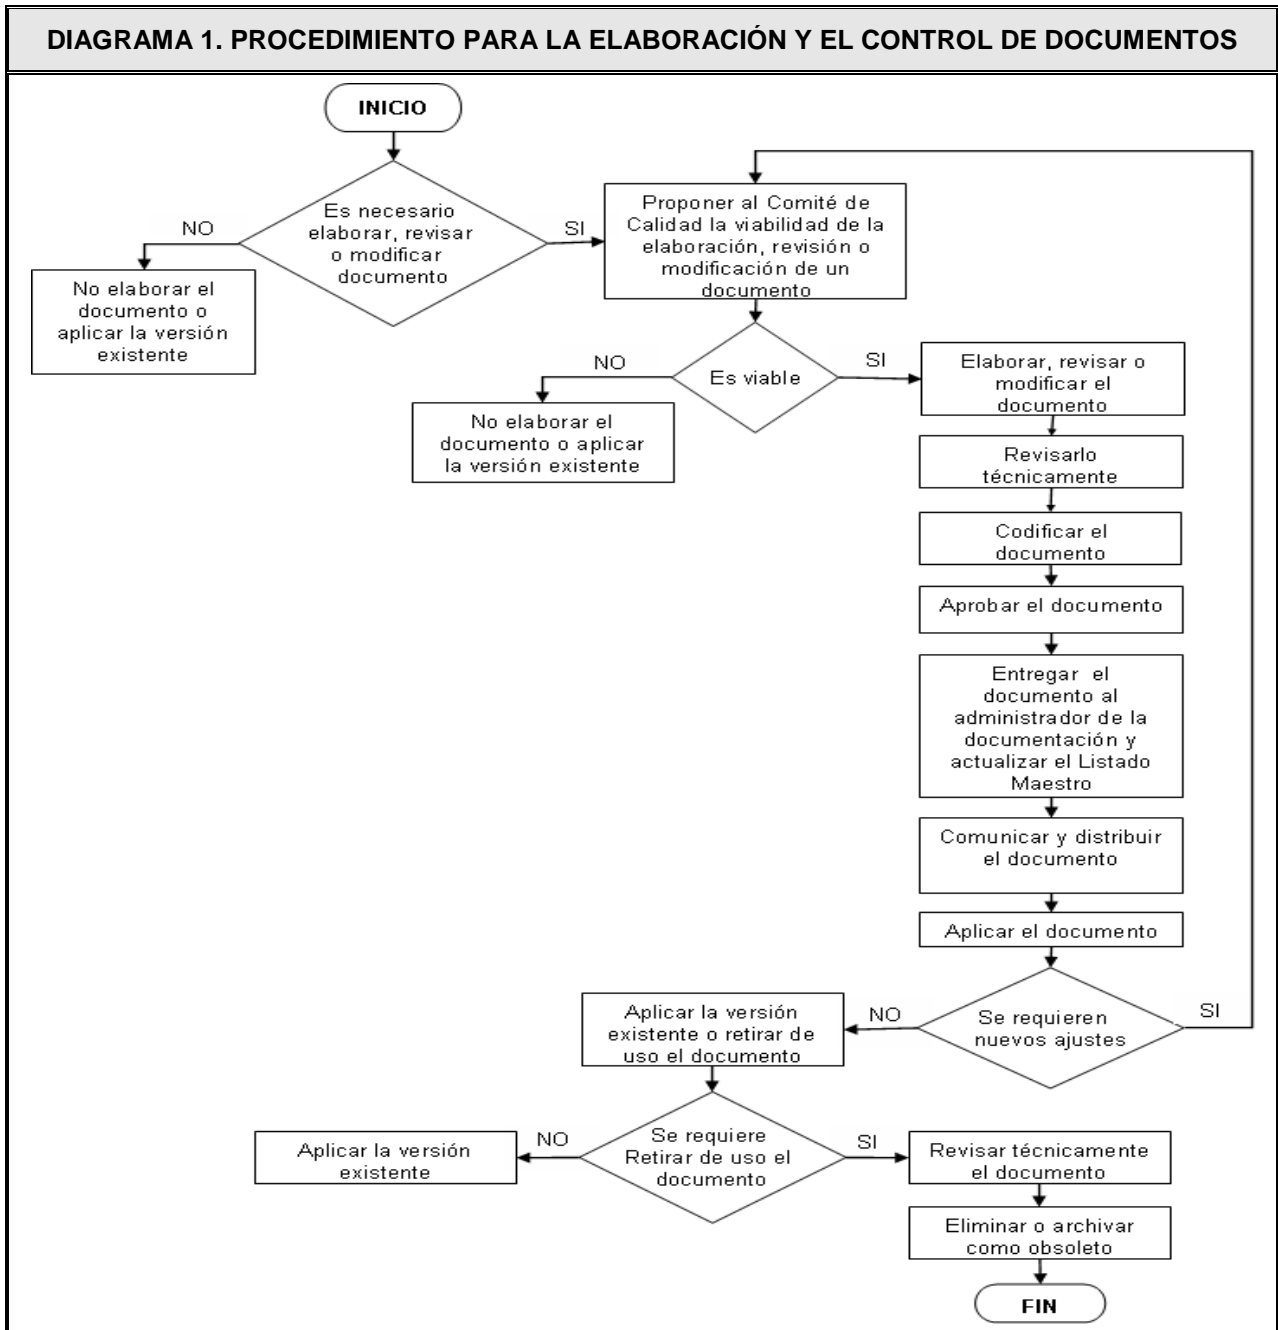 DIAGRAMA 1. PROCEDIMIENTO PARA LA ELABORACIÓN Y EL CONTROL DE DOCUMENTOS
INICIO
Es necesario
elaborar, revisar
o modificar
documento
NO
SI
No elaborar el
documento o
aplicar la versión
existente
Proponer al Comité de
Calidad la viabilidad de la
elaboración, revisión o
modificación de un
documento
Es viable
NO
SI
No elaborar el
documento o aplicar
la versión existente
Elaborar, revisar o
modificar el
documento
Revisarlo
técnicamente
Codificar el
documento
Aprobar el documento
Entregar el
documento al
administrador de la
documentación y
actualizar el Listado
Maestro
Comunicar y distribuir
el documento
Aplicar el documento
Se requieren
nuevos ajustes
NO
SI
Aplicar la versión
existente o retirar de
uso el documento
Se requiere
Retirar de uso el
documento
NO
SI
Aplicar la versión
existente
Revisar técnicamente
el documento
Eliminar o archivar
como obsoleto
FIN